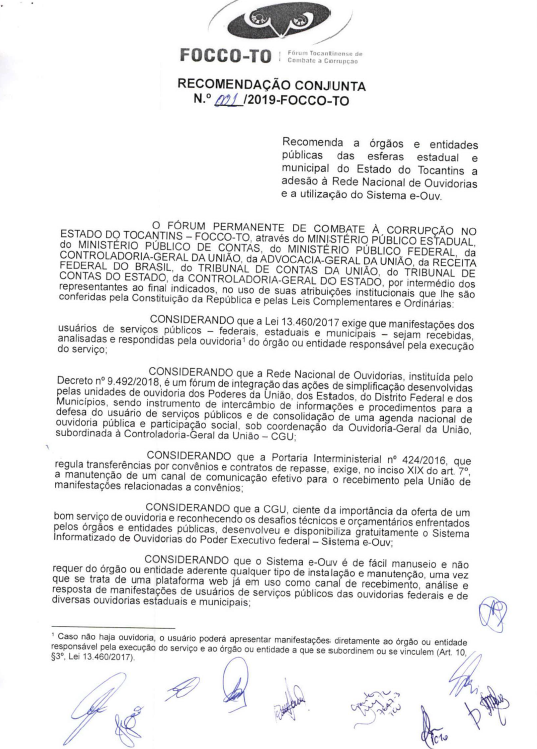 FOCCO-TO | Fórum Tocantinense de
Combate à Corrupção
RECOMENDAÇÃO CONJUNTA
N.º 001 /2019-FOCCO-TO
Recomenda a órgãos e entidades
públicas das esferas estadual e
municipal do Estado do Tocantins a
adesão à Rede Nacional de Ouvidorias
e a utilização do Sistema e-Ouv.
O FÓRUM PERMANENTE DE COMBATE À CORRUPÇÃO NO
ESTADO DO TOCANTINS – FOCCO-TO, através do MINISTÉRIO PÚBLICO ESTADUAL,
do MINISTÉRIO PÚBLICO DE CONTAS, do MINISTÉRIO PÚBLICO FEDERAL, da
CONTROLADORIA-GERAL DA UNIÃO, da ADVOCACIA-GERAL DA UNIÃO, da RECEITA
FEDERAL DO BRASIL, do TRIBUNAL DE CONTAS DA UNIÃO, do TRIBUNAL DE
CONTAS DO ESTADO, da CONTROLADORIA-GERAL DO ESTADO, por intermédio dos
representantes ao final indicados, no uso de suas atribuições institucionais que lhe são
conferidas pela Constituição da República e pelas Leis Complementares e Ordinárias:
CONSIDERANDO que a Lei 13.460/2017 exige que manifestações dos
usuários de serviços públicos – federais, estaduais e municipais – sejam recebidas,
analisadas e respondidas pela ouvidoria¹ do órgão ou entidade responsável pela execução
do serviço;
CONSIDERANDO que a Rede Nacional de Ouvidorias, instituída pelo
Decreto nº 9.492/2018, é um fórum de integração das ações de simplificação desenvolvidas
pelas unidades de ouvidoria dos Poderes da União, dos Estados, do Distrito Federal e dos
Municípios, sendo instrumento de intercâmbio de informações e procedimentos para a
defesa do usuário de serviços públicos e de consolidação de uma agenda nacional de
ouvidoria pública e participação social, sob coordenação da Ouvidoria-Geral da União,
subordinada à Controladoria-Geral da União – CGU;
CONSIDERANDO que a Portaria Interministerial nº 424/2016, que
regula transferências por convênios e contratos de repasse, exige, no inciso XIX do art. 7º,
a manutenção de um canal de comunicação efetivo para o recebimento pela União de
manifestações relacionadas a convênios;
CONSIDERANDO que a CGU, ciente da importância da oferta de um
bom serviço de ouvidoria e reconhecendo os desafios técnicos e orçamentários enfrentados
pelos órgãos e entidades públicas, desenvolveu e disponibiliza gratuitamente o Sistema
Informatizado de Ouvidorias do Poder Executivo federal – Sistema e-Ouv;
CONSIDERANDO que o Sistema e-Ouv é de fácil manuseio e não
requer do órgão ou entidade aderente qualquer tipo de instalação e manutenção, uma vez
que se trata de uma plataforma web já em uso como canal de recebimento, análise e
resposta de manifestações de usuários de serviços públicos das ouvidorias federais e de
diversas ouvidorias estaduais e municipais;
¹ Caso não haja ouvidoria, o usuário poderá apresentar manifestações diretamente ao órgão ou entidade
responsável pela execução do serviço e ao órgão ou entidade a que se subordinem ou se vinculem (Art. 10,
§3º, Lei 13.460/2017).